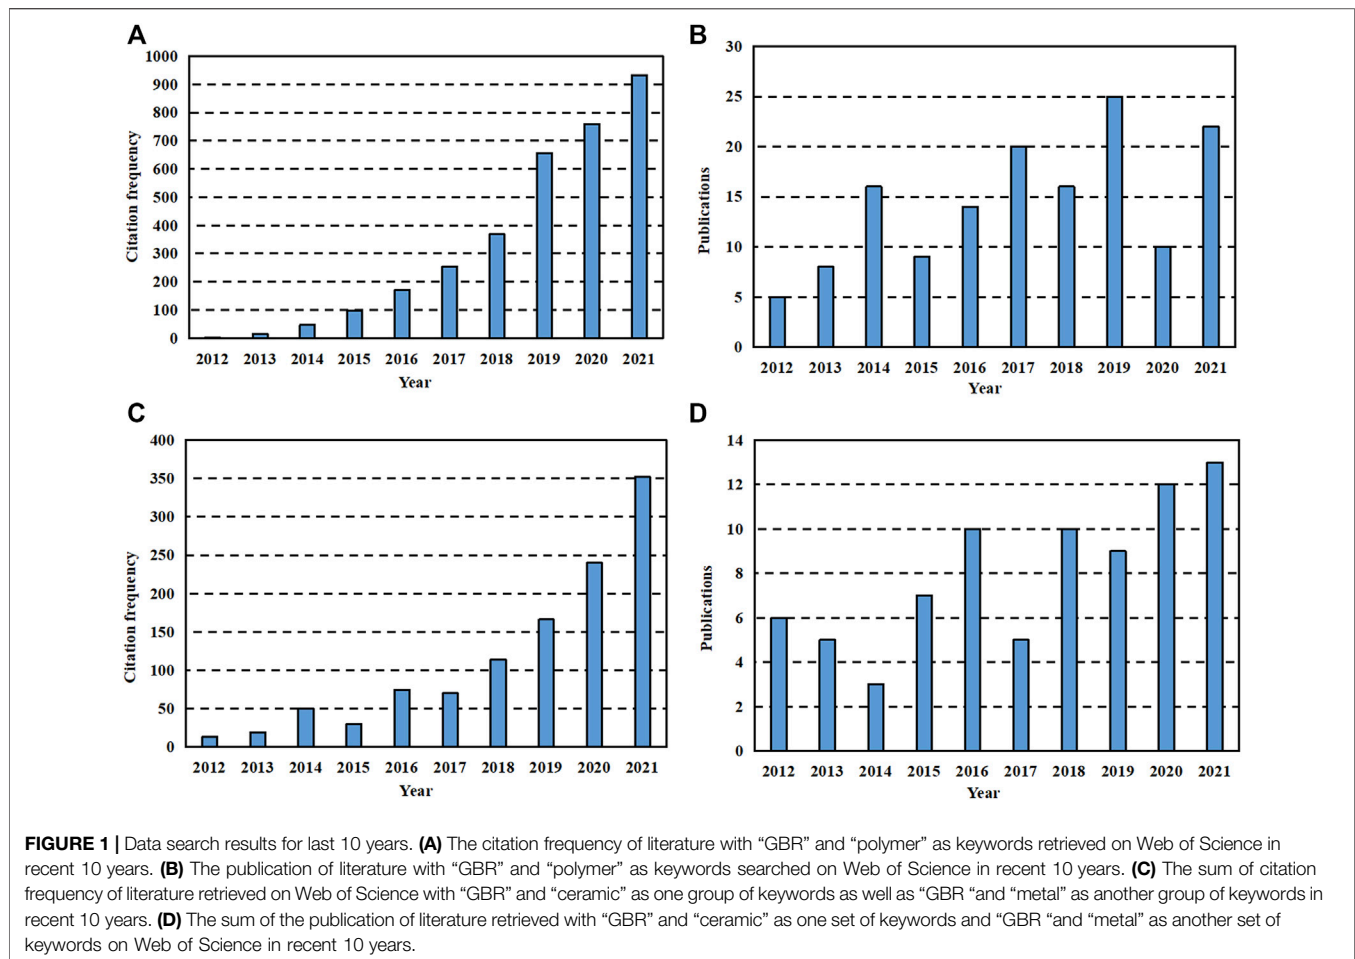 A
1000
900
800
700
600
500
400
300
200
100
0
Citation frequency
2012 2013 2014 2015 2016 2017 2018 2019 2020 2021
Year
B
30
25
20
15
10
5
0
Publications
2012 2013 2014 2015 2016 2017 2018 2019 2020 2021
Year
C
400
350
300
250
200
150
100
50
0
Citation frequency
2012 2013 2014 2015 2016 2017 2018 2019 2020 2021
Year
D
14
12
10
8
6
4
2
0
Publications
2012 2013 2014 2015 2016 2017 2018 2019 2020 2021
Year
FIGURE 1 | Data search results for last 10 years. (A) The citation frequency of literature with “GBR” and “polymer” as keywords retrieved on Web of Science in
recent 10 years. (B) The publication of literature with “GBR” and “polymer” as keywords searched on Web of Science in recent 10 years. (C) The sum of citation
frequency of literature retrieved on Web of Science with “GBR” and “ceramic” as one group of keywords as well as “GBR “and “metal” as another group of keywords in
recent 10 years. (D) The sum of the publication of literature retrieved with “GBR” and “ceramic” as one set of keywords and “GBR “and “metal” as another set of
keywords on Web of Science in recent 10 years.